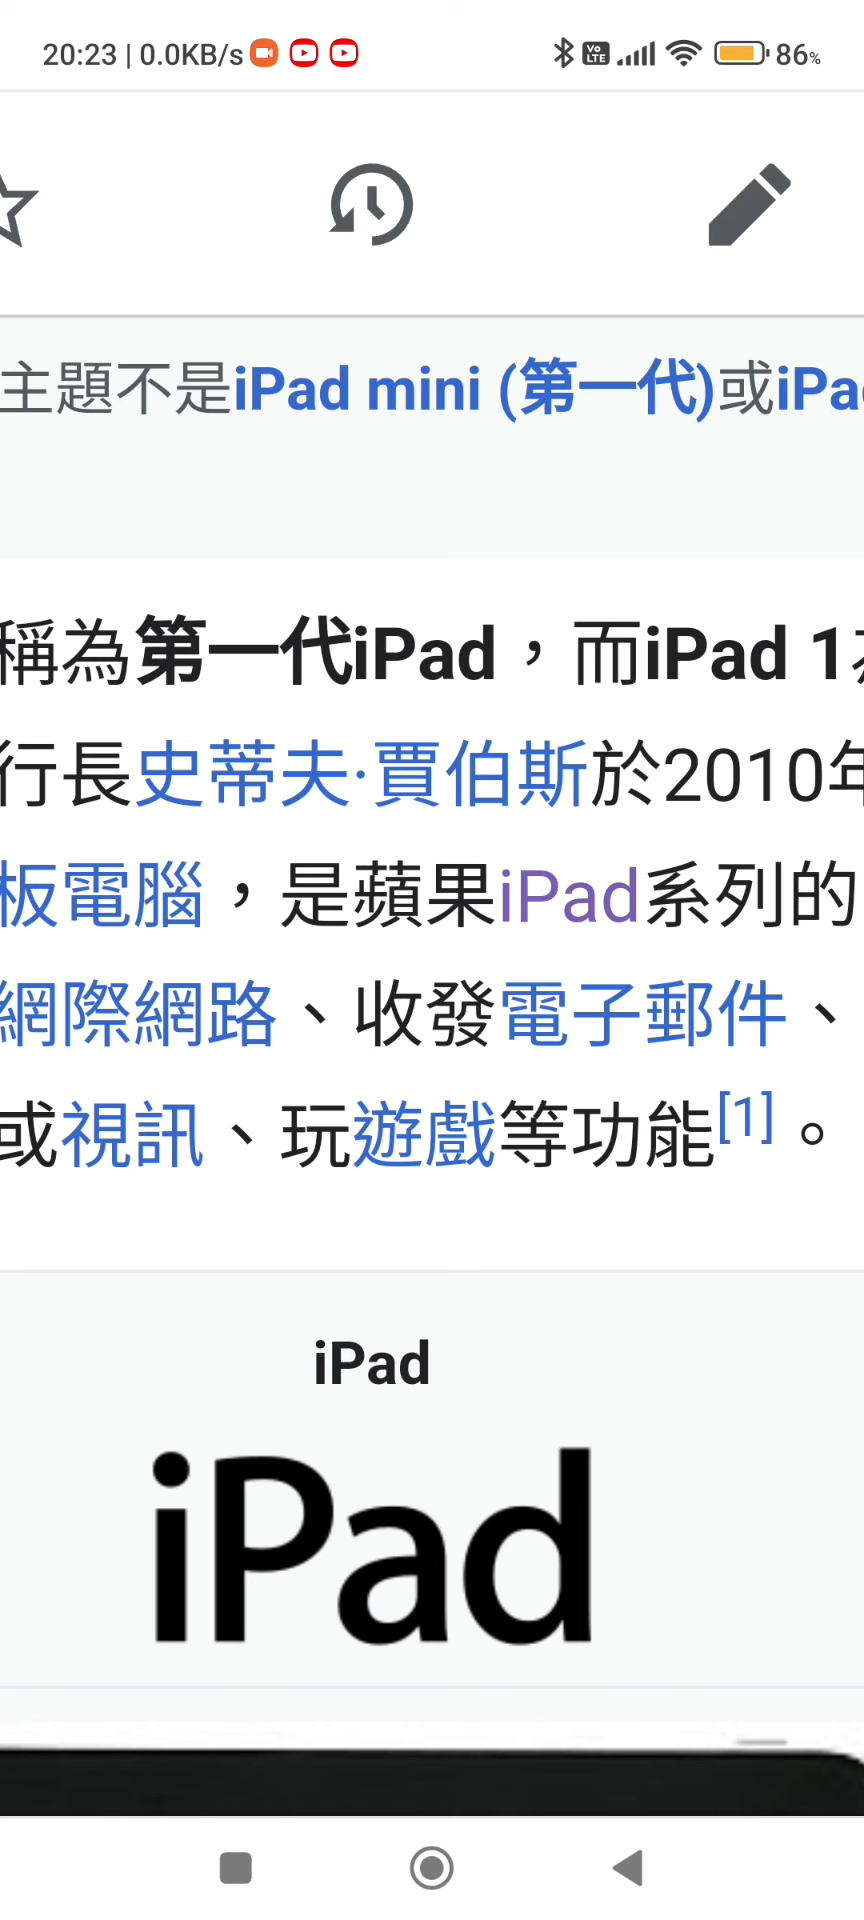 20:23 | 0.0KB/s 86%
主題不是iPad mini (第一代)或iPa
稱為第一代iPad，而iPad 1
行長史蒂夫·賈伯斯於2010年
板電腦，是蘋果iPad系列的
網際網路、收發電子郵件、
或視訊、玩遊戲等功能[1]。
iPad
iPad